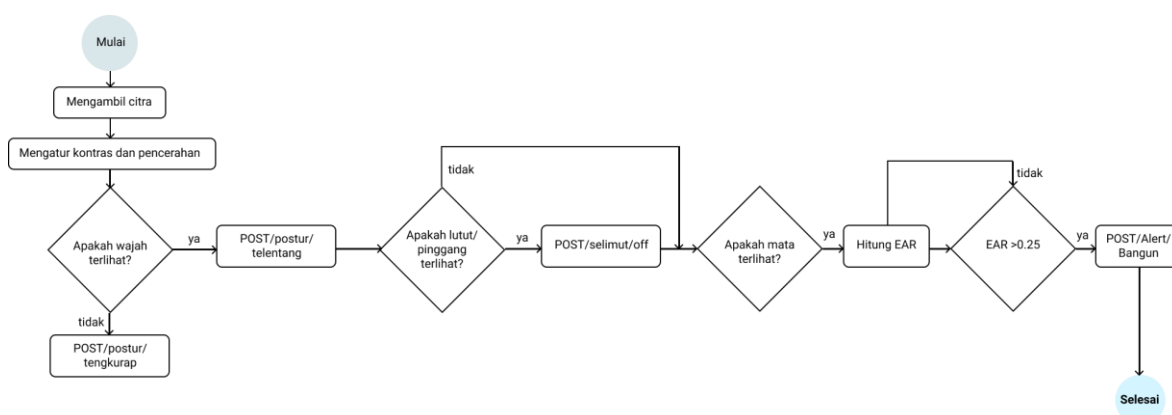 Mulai
Mengambil citra
Mengatur kontras dan pencerahan
Apakah wajah
terlihat?
ya
tidak
POST/postur/
tengkurap
POST/postur/
telentang
Apakah lutut/
pinggang
terlihat?
tidak
ya
POST/selimut/off
Apakah mata
terlihat?
ya
Hitung EAR
tidak
EAR >0.25
ya
POST/Alert/
Bangun
Selesai